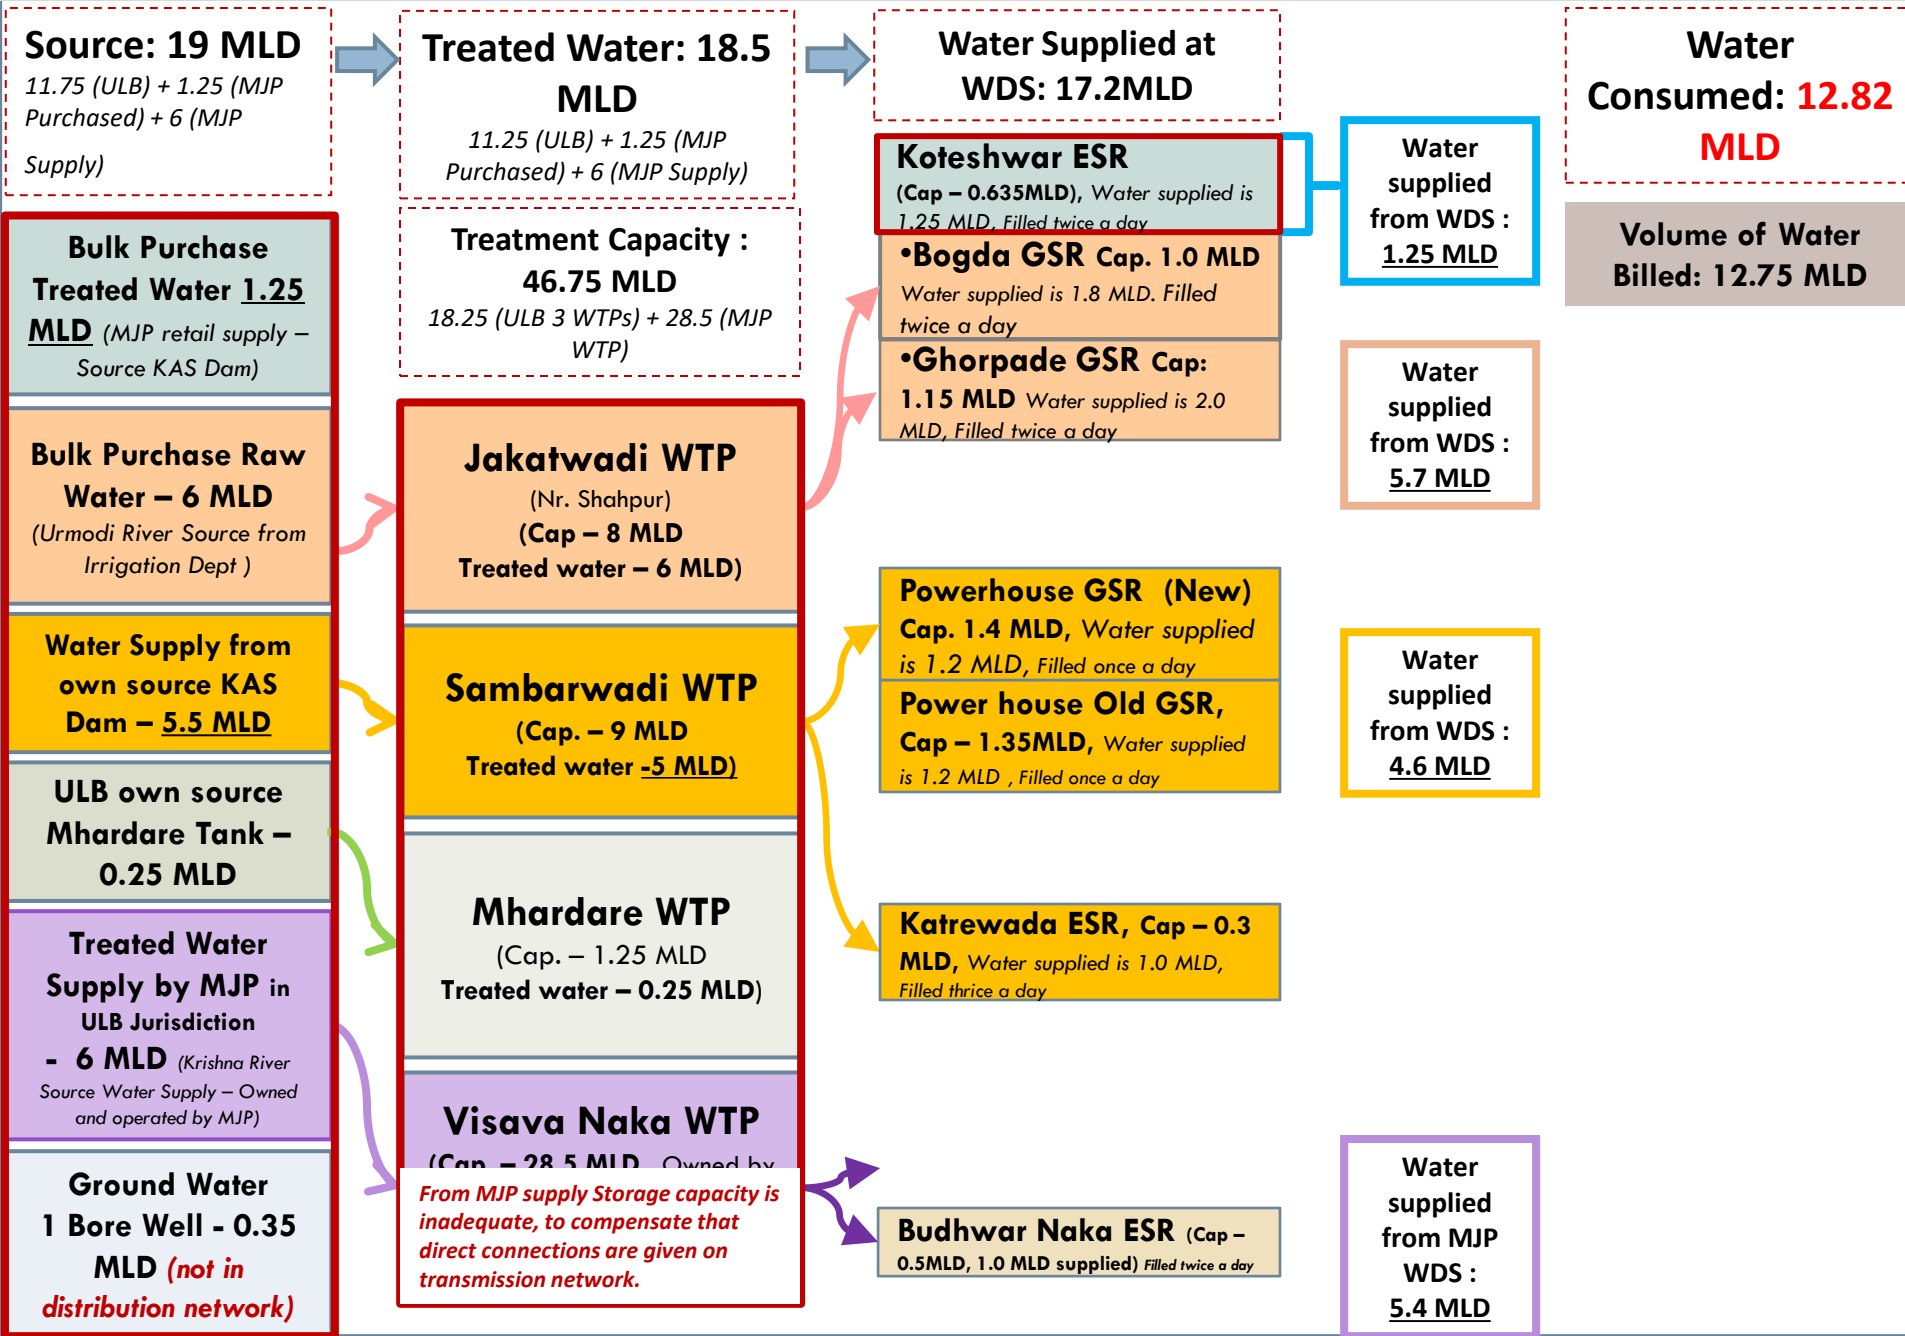 Source: 19 MLD
11.75 (ULB) + 1.25 (MJP
Purchased) + 6 (MJP
Supply)
Treated Water: 18.5
MLD
11.25 (ULB) + 1.25 (MJP
Purchased) + 6 (MJP Supply)
Water Supplied at
WDS: 17.2MLD
Water
Consumed: 12.82
MLD
Bulk Purchase
Treated Water 1.25
MLD (MJP retail supply –
Source KAS Dam)
Bulk Purchase Raw
Water – 6 MLD
(Urmodi River Source from
Irrigation Dept )
Water Supply from
own source KAS
Dam – 5.5 MLD
ULB own source
Mhardare Tank –
0.25 MLD
Treated Water
Supply by MJP in
ULB Jurisdiction
- 6 MLD (Krishna River
Source Water Supply – Owned
and operated by MJP)
Ground Water
1 Bore Well - 0.35
MLD (not in
distribution network)
Treatment Capacity :
46.75 MLD
18.25 (ULB 3 WTPs) + 28.5 (MJP
WTP)
Jakatwadi WTP
(Nr. Shahpur)
(Cap – 8 MLD
Treated water – 6 MLD)
Sambarwadi WTP
(Cap. – 9 MLD
Treated water -5 MLD)
Mhardare WTP
(Cap. – 1.25 MLD
Treated water – 0.25 MLD)
Visava Naka WTP
(Cap. – 28.5 MLD Owned by
From MJP supply Storage capacity is
inadequate, to compensate that
direct connections are given on
transmission network.
Koteshwar ESR
(Cap – 0.635MLD), Water supplied is
1.25 MLD, Filled twice a day
•Bogda GSR Cap. 1.0 MLD
Water supplied is 1.8 MLD. Filled
twice a day
•Ghorpade GSR Cap:
1.15 MLD Water supplied is 2.0
MLD, Filled twice a day
Powerhouse GSR (New)
Cap. 1.4 MLD, Water supplied
is 1.2 MLD, Filled once a day
Power house Old GSR,
Cap – 1.35MLD, Water supplied
is 1.2 MLD , Filled once a day
Katrewada ESR, Cap – 0.3
MLD, Water supplied is 1.0 MLD,
Filled thrice a day
Budhwar Naka ESR (Cap –
0.5MLD, 1.0 MLD supplied) Filled twice a day
Water
supplied
from WDS :
1.25 MLD
Water
supplied
from WDS :
5.7 MLD
Water
supplied
from WDS :
4.6 MLD
Water
supplied
from MJP
WDS :
5.4 MLD
Volume of Water
Billed: 12.75 MLD